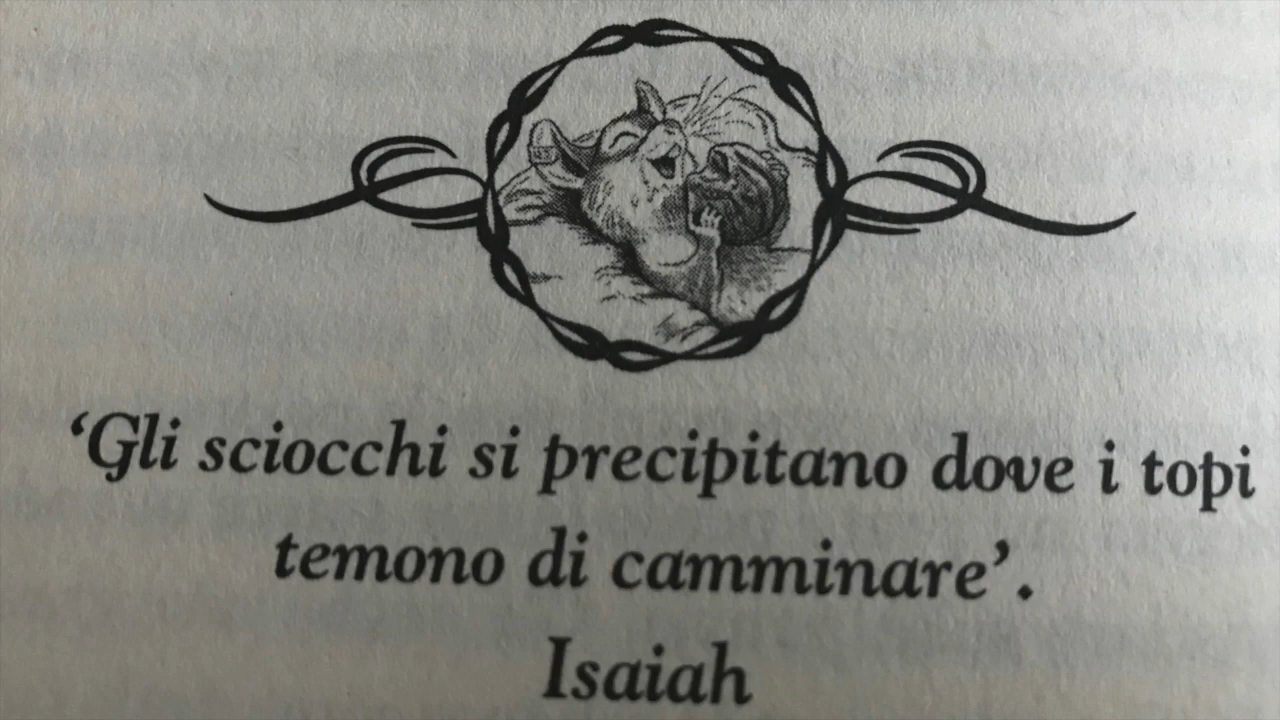 ‘Gli sciocchi si precipitano dove i topi
temono di camminare’.
Isaiah